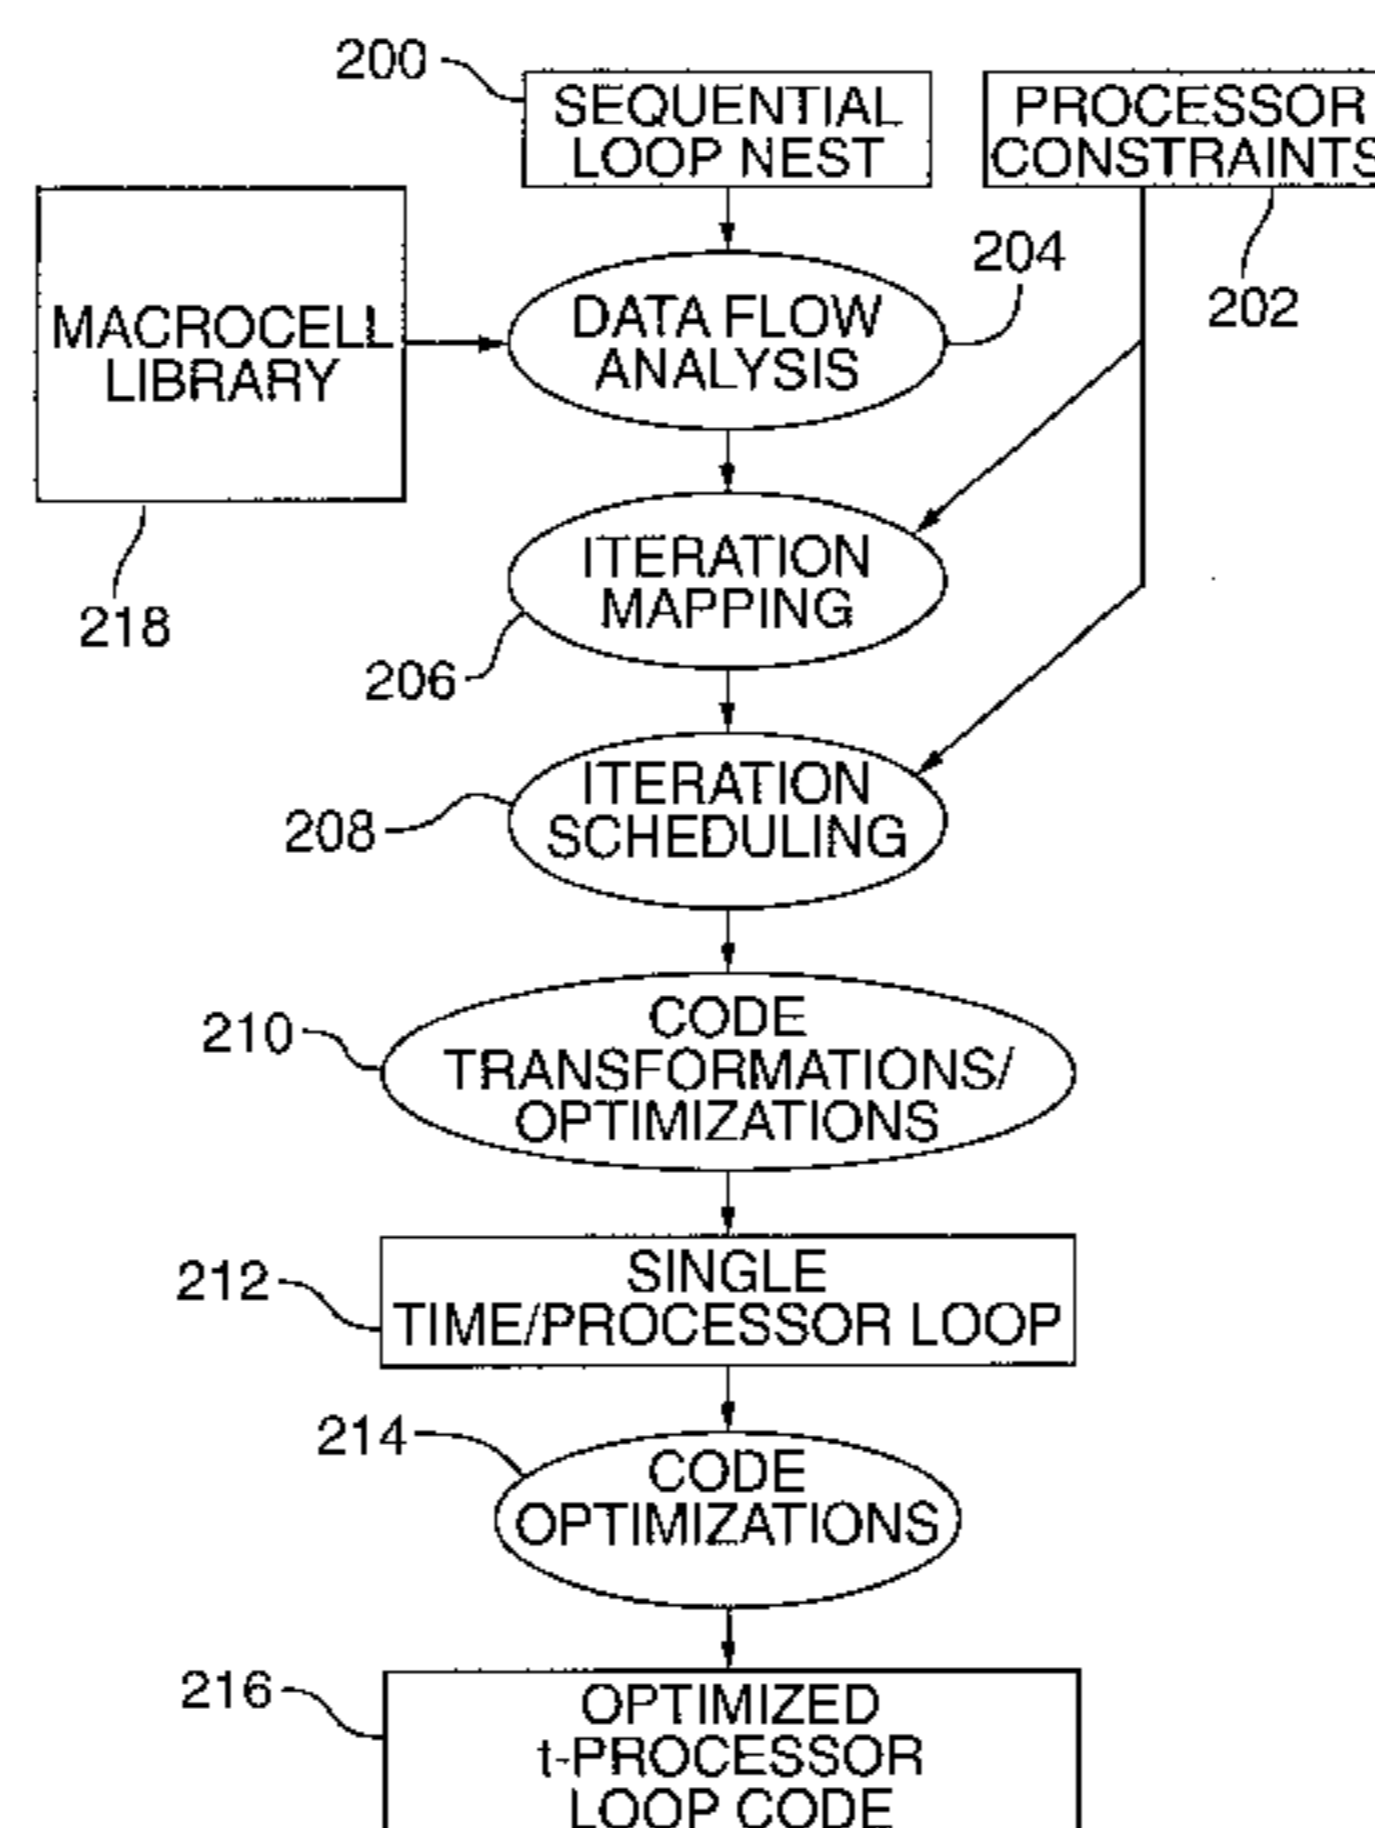 200
SEQUENTIAL
LOOP NEST
PROCESSOR
CONSTRAINTS
202
204
MACROCELL
LIBRARY
218
DATA FLOW
ANALYSIS
ITERATION
MAPPING
206
ITERATION
SCHEDULING
208
210
CODE
TRANSFORMATIONS/
OPTIMIZATIONS
212
SINGLE
TIME/PROCESSOR LOOP
214
CODE
OPTIMIZATIONS
216
OPTIMIZED
t-PROCESSOR
LOOP CODE